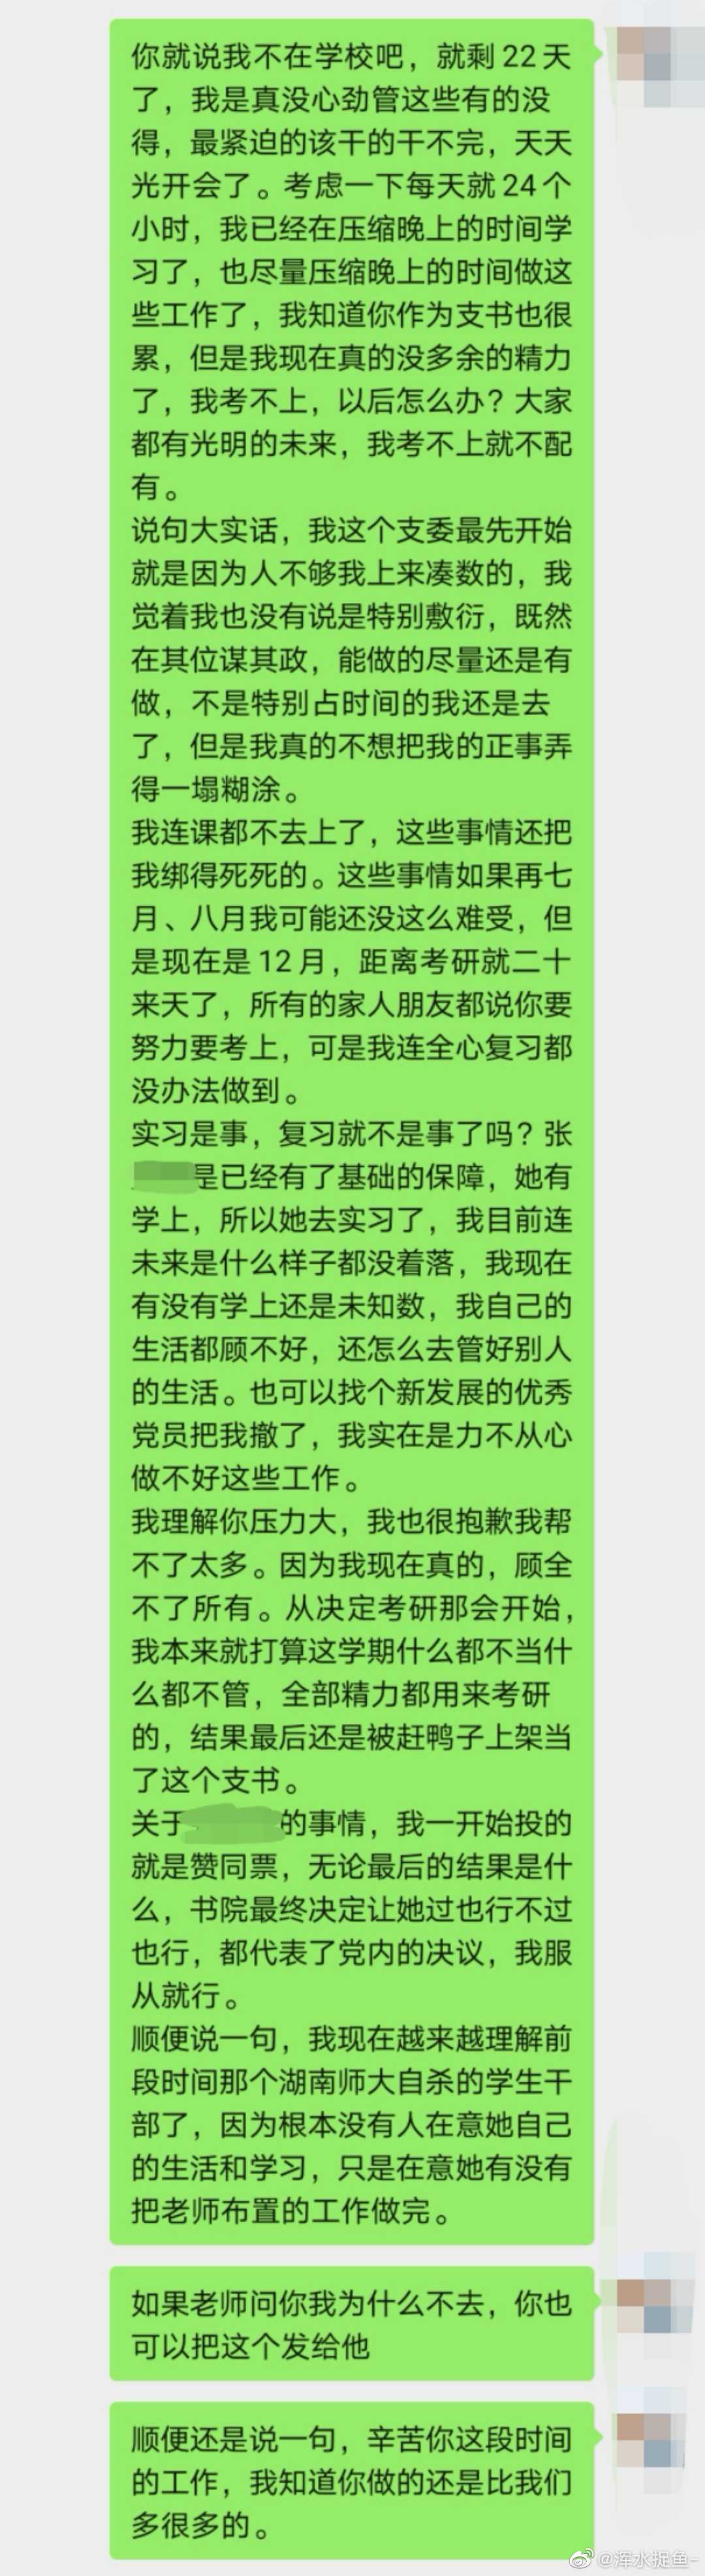 你就说我不在学校吧，就剩22天
了，我是真没心劲管这些有的没
得，最紧迫的该干的干不完，天天
光开会了。考虑一下每天就24个
小时，我已经在压缩晚上的时间学
习了，也尽量压缩晚上的时间做这
些工作了，我知道你作为支书也很
累，但是我现在真的没多余的精力
了，我考不上，以后怎么办？大家
都有光明的未来，我考不上就不配
有。
说句大实话，我这个支委最先开始
就是因为人不够我上来凑数的，我
觉着我也没有说是特别敷衍，既然
在其位谋其政，能做的尽量还是有
做，不是特别占时间的我还是去
了，但是我真的不想把我的正事弄
得一塌糊涂。
我连课都不去上了，这些事情还把
我绑得死死的。这些事情如果再七
月、八月我可能还没这么难受，但
是现在是12月，距离考研就二十
来天了，所有的家人朋友都说你要
努力要考上，可是我连全心复习都
没办法做到。
实习是事，复习就不是事了吗？张
是已经有了基础的保障，她有
学上，所以她去实习了，我目前连
未来是什么样子都没着落，我现在
有没有学上还是未知数，我自己的
生活都顾不好，还怎么去管好别人
的生活。也可以找个新发展的优秀
党员把我撤了，我实在是力不从心
做不好这些工作。
我理解你压力大，我也很抱歉我帮
不了太多。因为我现在真的，顾全
不了所有。从决定考研那会开始，
我本来就打算这学期什么都不当什
么都不管，全部精力都用来考研
的，结果最后还是被赶鸭子上架当
了这个支书。
关于的事情，我一开始投的
就是赞同票，无论最后的结果是什
么，书院最终决定让她过也行不过
也行，都代表了党内的决议，我服
从就行。
顺便说一句，我现在越来越理解前
段时间那个湖南师大自杀的学生干
部了，因为根本没有人在意她自己
的生活和学习，只是在意她有没有
把老师布置的工作做完。
如果老师问你我为什么不去，你也
可以把这个发给他
顺便还是说一句，辛苦你这段时间
的工作，我知道你做的还是比我们
多很多的。
@浑水捉鱼-